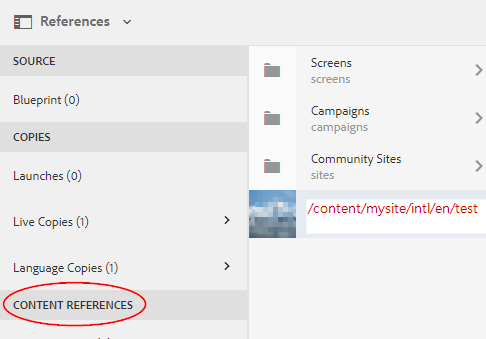 References
SOURCE
Blueprint (0)
COPIES
Launches (0)
Live Copies (1)
Language Copies (1)
CONTENT REFERENCES
Screens
screens
Campaigns
campaigns
Community Sites
sites
/content/mysite/intl/en/test